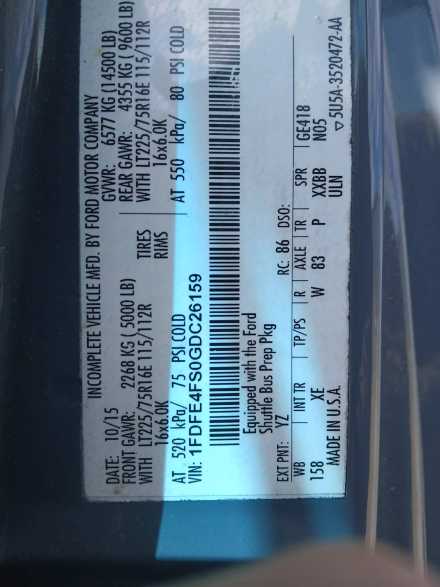 INCOMPLETE VEHICLE MFD. BY FORD MOTOR COMPANY
DATE: 10/15 GVWR: 6577 KG (14500 LB)
FRONT GAWR: 2268 KG (5000 LB) REAR GAWR: 4355 KG (9600 LB)
WITH LT225/75R16E 115/112R TIRES WITH LT225/75R16E 115/112R
16x6.0K RIMS 16x6.0K
AT 520 kPa/ 75 PSI COLD AT 550 kPa/ 80 PSI COLD
VIN: 1FDFE4FS0GDC26159
Equipped with the Ford
Shuttle Bus Prep Pkg
EXT PNT: YZ RC: 86 DSO:
WB INT TR TP/PS R AXLE TR SPR GE418
158 XE W 83 P XXBB N05
MADE IN U.S.A. ULN ▽5U5A-3520472-AA